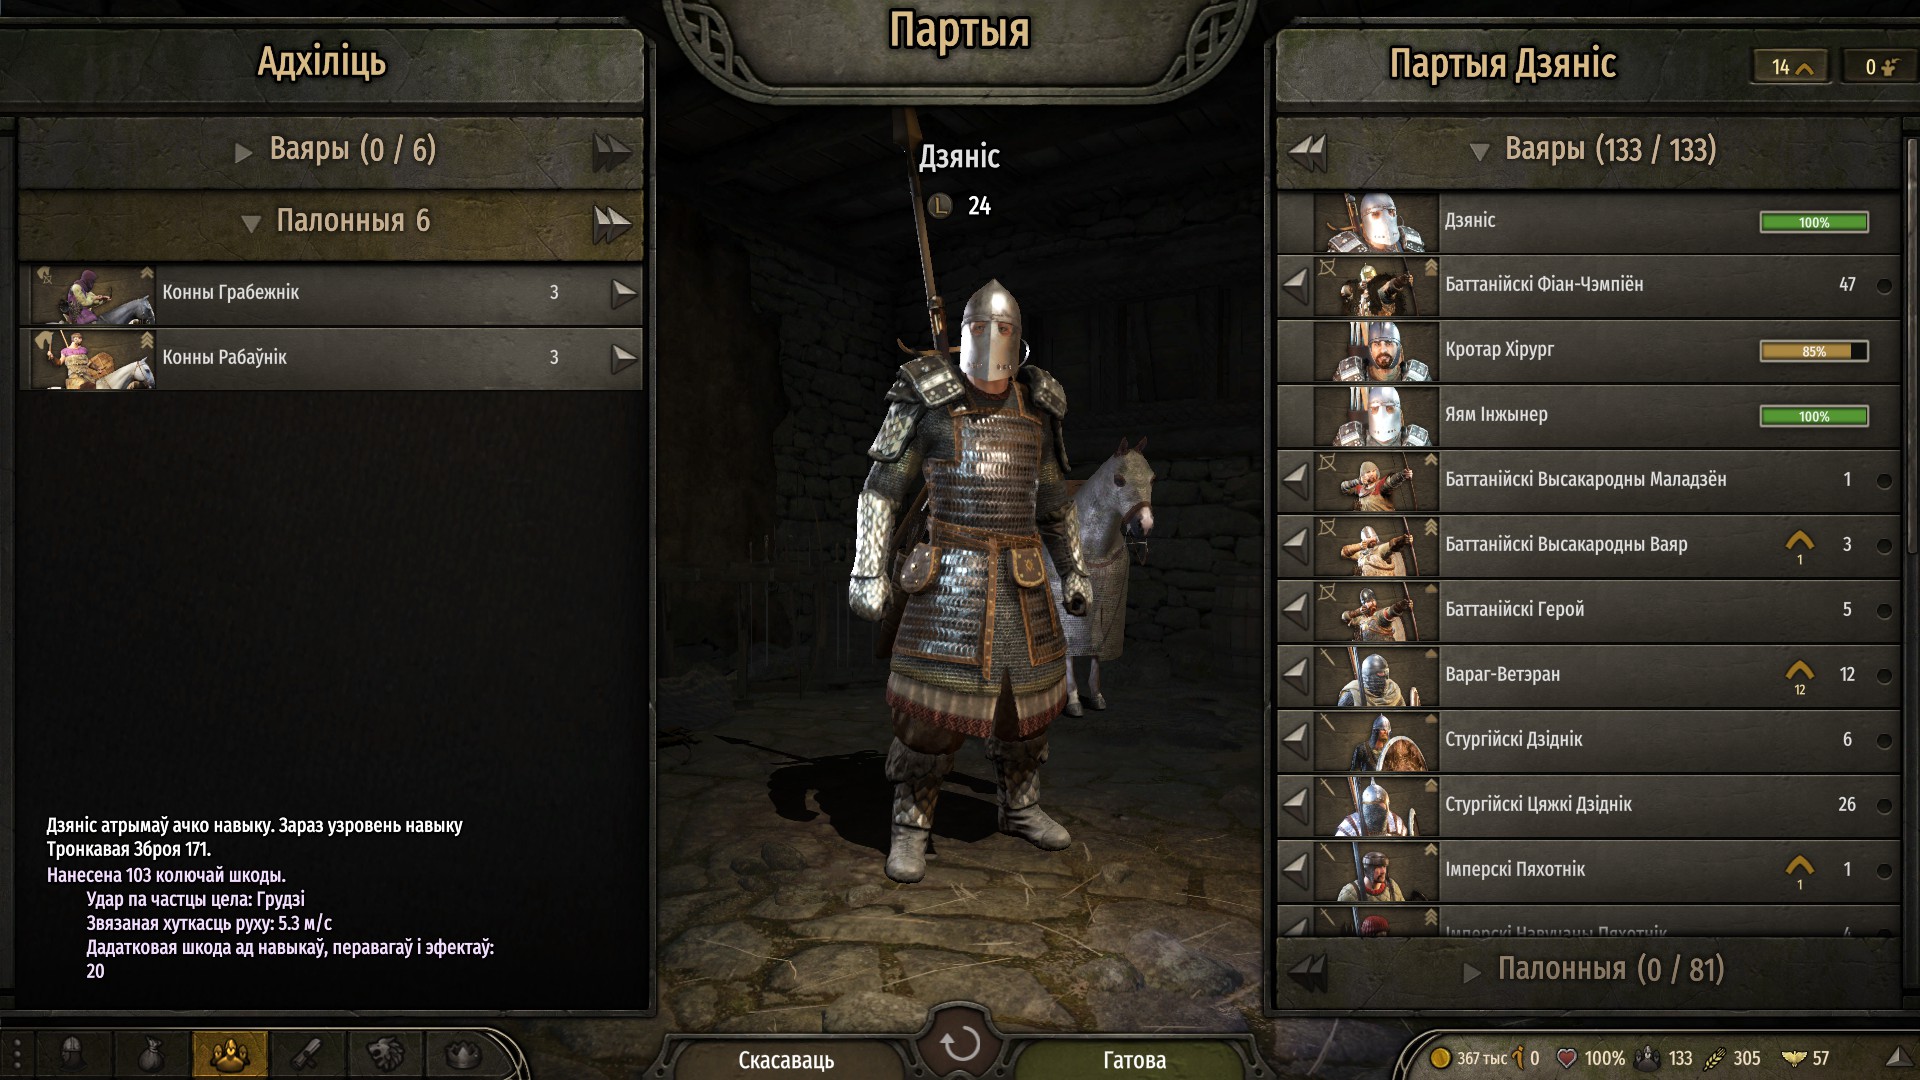 Партыя
Адхіліць
Ваяры (0 / 6)
Палонныя 6
Конны Грабежнік 3
Конны Рабаўнік 3
Дзяніс атрымаў ачко навыку. Зараз узровень навыку
Тронкавая Зброя 171.
Нанесена 103 колючай шкоды.
Удар па частцы цела: Грудзі
Звязаная хуткасць руху: 5.3 м/с
Дадатковая шкода ад навыкаў, перавагаў і эфектаў:
20
Дзяніс
L 24
Партыя Дзяніс 14 0
Ваяры (133 / 133)
Дзяніс 100%
Баттанійскі Фіан-Чэмпіён 47
Кротар Хірург 85%
Яям Інжынер 100%
Баттанійскі Высакародны Маладзён 1
Баттанійскі Высакародны Ваяр 1 3
Баттанійскі Герой 5
Вараг-Ветэран 12 12
Стургійскі Дзіднік 6
Стургійскі Цяжкі Дзіднік 26
Імперскі Пяхотнік 1 1
Імперскі Навучаны Пяхотнік 4
Палонныя (0 / 81)
Скасаваць
Гатова
367 тыс 0 100% 133 305 57